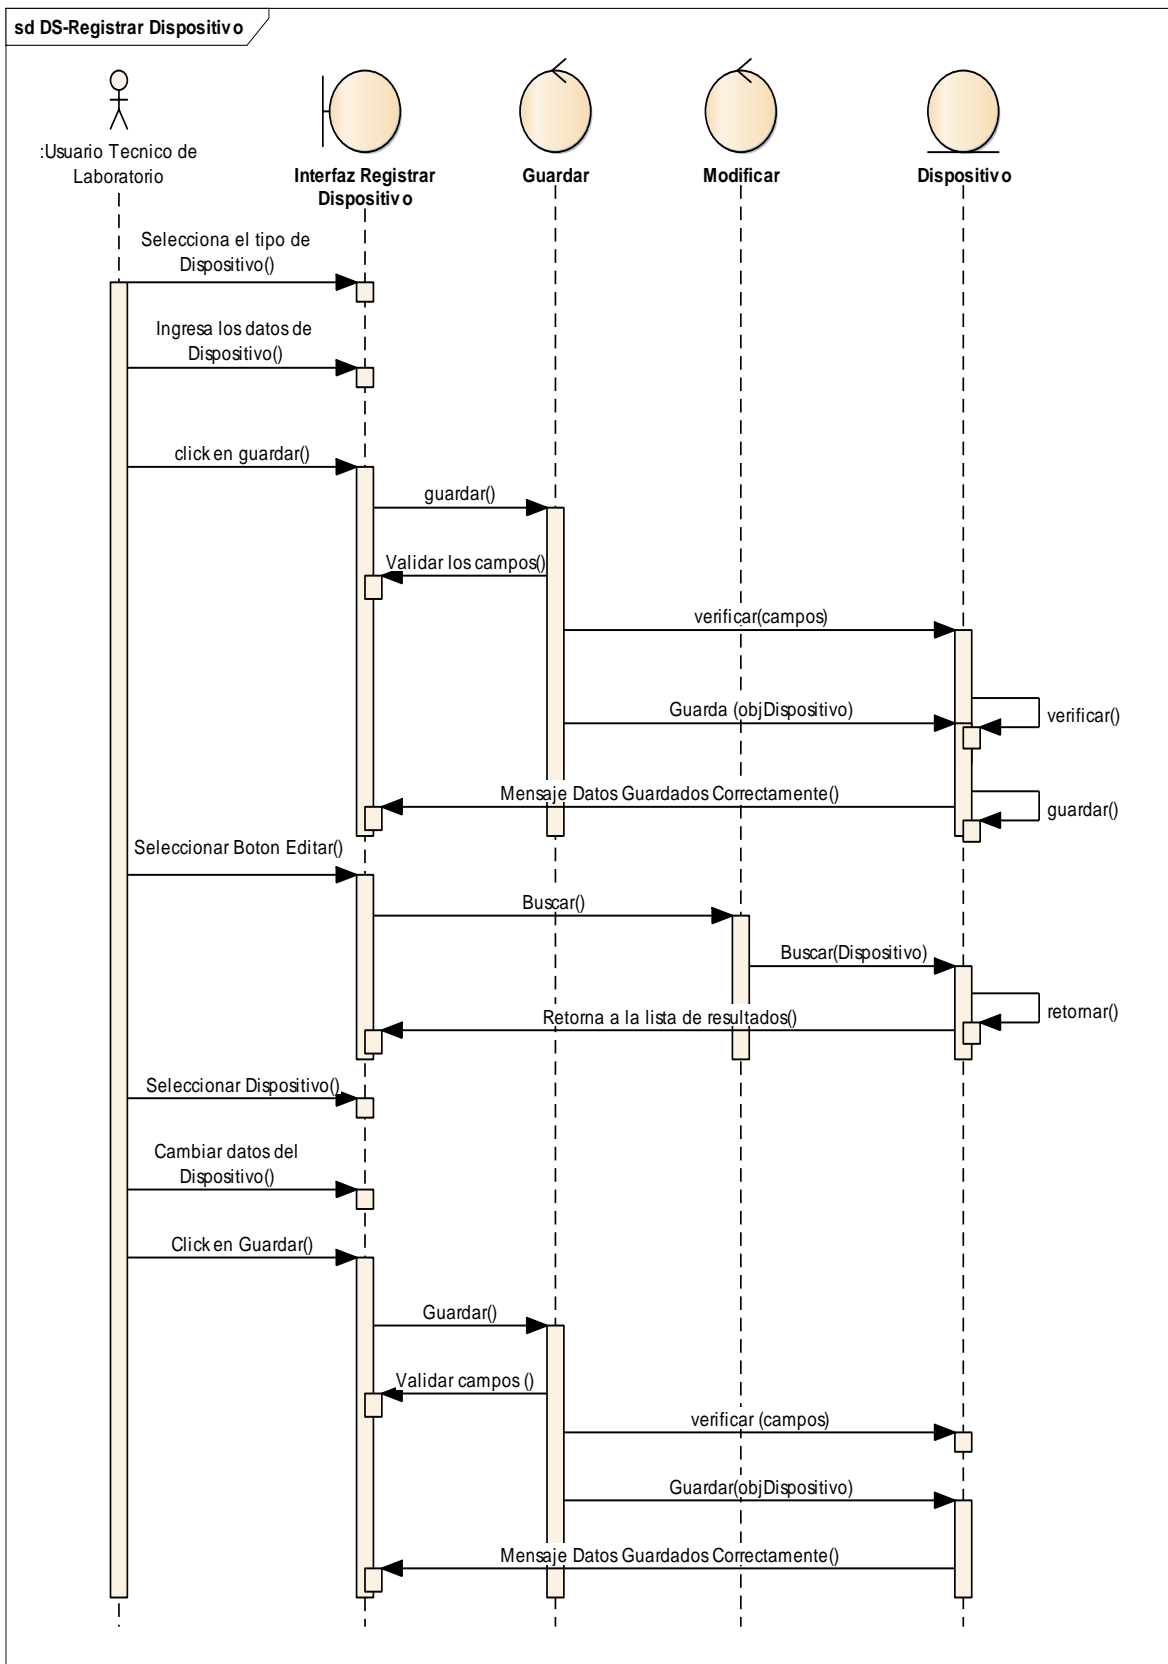 sd DS-Registrar Dispositivo
:Usuario Tecnico de
Laboratorio
Interfaz Registrar
Dispositivo
Guardar
Modificar
Dispositivo
Selecciona el tipo de
Dispositivo()
Ingresa los datos de
Dispositivo()
click en guardar()
guardar()
Validar los campos()
verificar(campos)
Guarda (objDispositivo)
verificar()
Mensaje Datos Guardados Correctamente()
guardar()
Seleccionar Boton Editar()
Buscar()
Buscar(Dispositivo)
retornar()
Retorna a la lista de resultados()
Seleccionar Dispositivo()
Cambiar datos del
Dispositivo()
Click en Guardar()
Guardar()
Validar campos ()
verificar (campos)
Guardar(objDispositivo)
Mensaje Datos Guardados Correctamente()